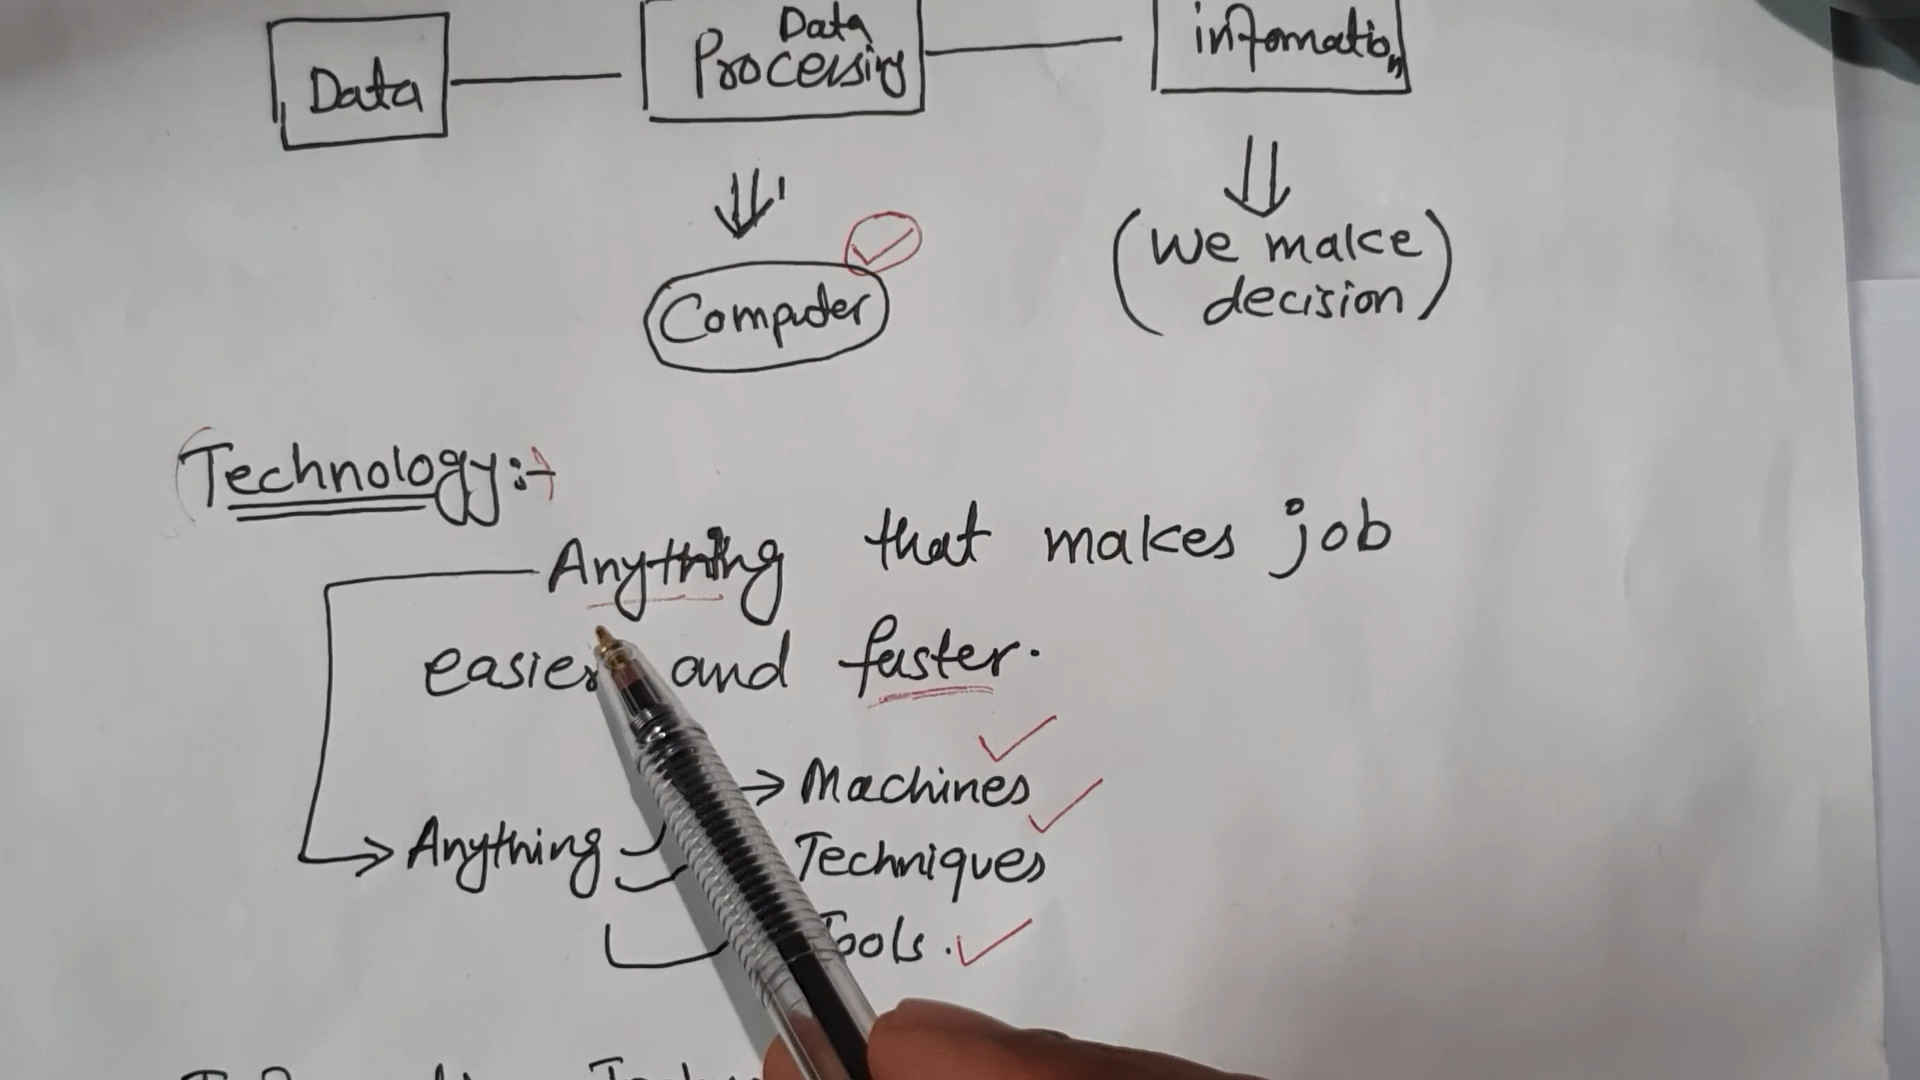 Data
Data
Processing
information
Computer
(We make
decision)
Technology:-
Anything that makes job
easier and faster.
Anything
Machines
Techniques
Tools.